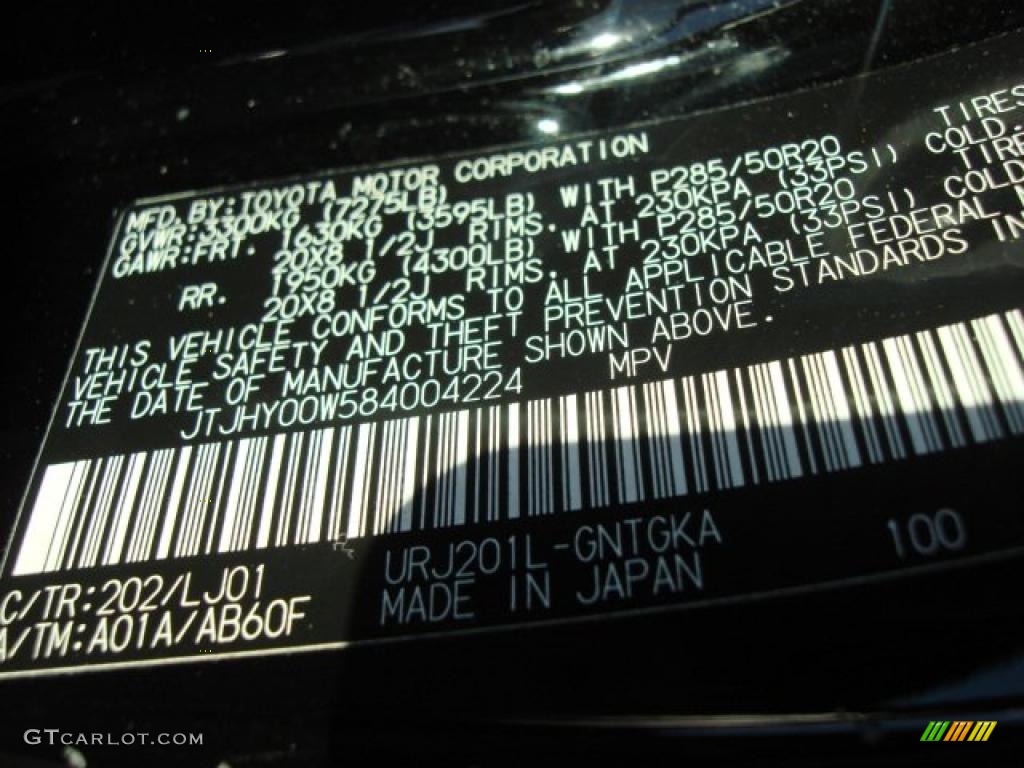 MFD.BY:TOYOTA MOTOR CORPORATION
GVWR:3300KG (7275LB)
GAWR:FRT. 1630KG (3595LB) WITH P285/50R20 TIRES
20X8 1/2J RIMS. AT 230KPA (33PSI) COLD.
RR. 1950KG (4300LB) WITH P285/50R20
20X8 1/2J RIMS. AT 230KPA (33PSI) COLD
THIS VEHICLE CONFORMS TO ALL APPLICABLE FEDERAL
VEHICLE SAFETY AND THEFT PREVENTION STANDARDS IN
THE DATE OF MANUFACTURE SHOWN ABOVE.
JTJHY00W584004224 MPV
C/TR:202/LJ01 URJ201L-GNTGKA 100
A/TM:A01A/AB60F MADE IN JAPAN
GTCARLOT.COM